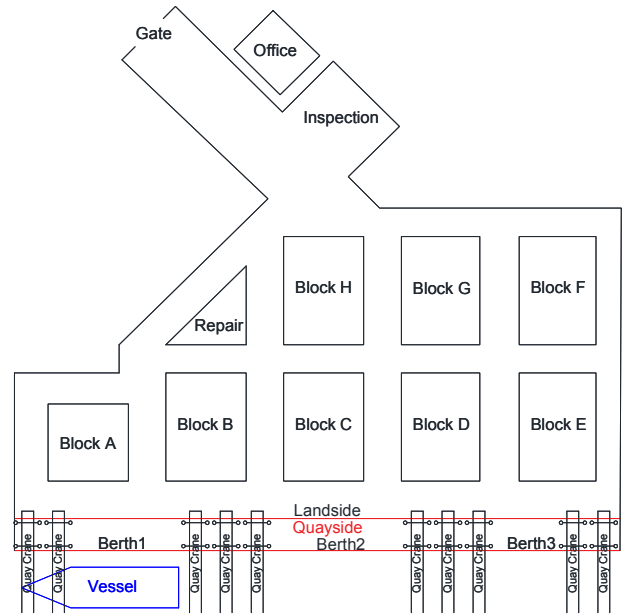 Gate
Office
Inspection
Block H
Block G
Block F
Repair
Block A
Block B
Block C
Block D
Block E
Landside
Quayside
Berth1
Berth2
Berth3
Quay Crane
Quay Crane
Quay Crane
Quay Crane
Quay Crane
Quay Crane
Quay Crane
Quay Crane
Quay Crane
Quay Crane
Vessel